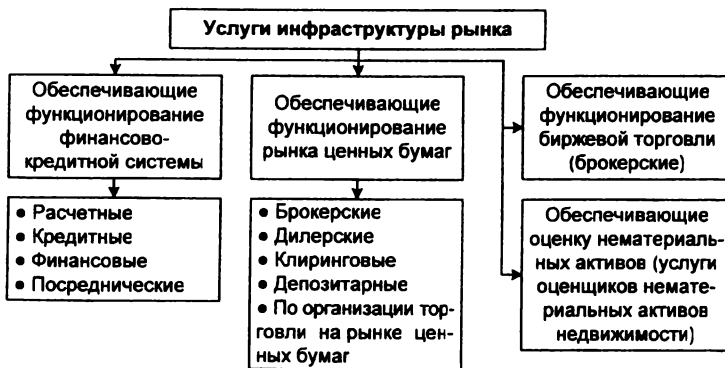 Услуги инфраструктуры рынка
Обеспечивающие
функционирование
финансово-
кредитной системы
● Расчетные
● Кредитные
● Финансовые
● Посреднические
Обеспечивающие
функционирование
рынка ценных бумаг
● Брокерские
● Дилерские
● Клиринговые
● Депозитарные
● По организации тор-
говли на рынке цен-
ных бумаг
Обеспечивающие
функционирование
биржевой торговли
(брокерские)
Обеспечивающие
оценку нематериаль-
ных активов (услуги
оценщиков немате-
риальных активов
недвижимости)